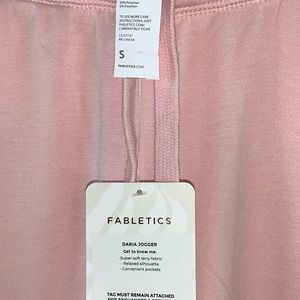 TO SEE MORE CARE
INSTRUCTIONS, VISIT
FABLETICS.COM/
CAREINSTRUCTIONS
S
FABLETICS.COM
FABLETICS
DARIA JOGGER
Get to know me:
- Super soft terry fabric
- Relaxed silhouette
- Convenient pockets
TAG MUST REMAIN ATTACHED